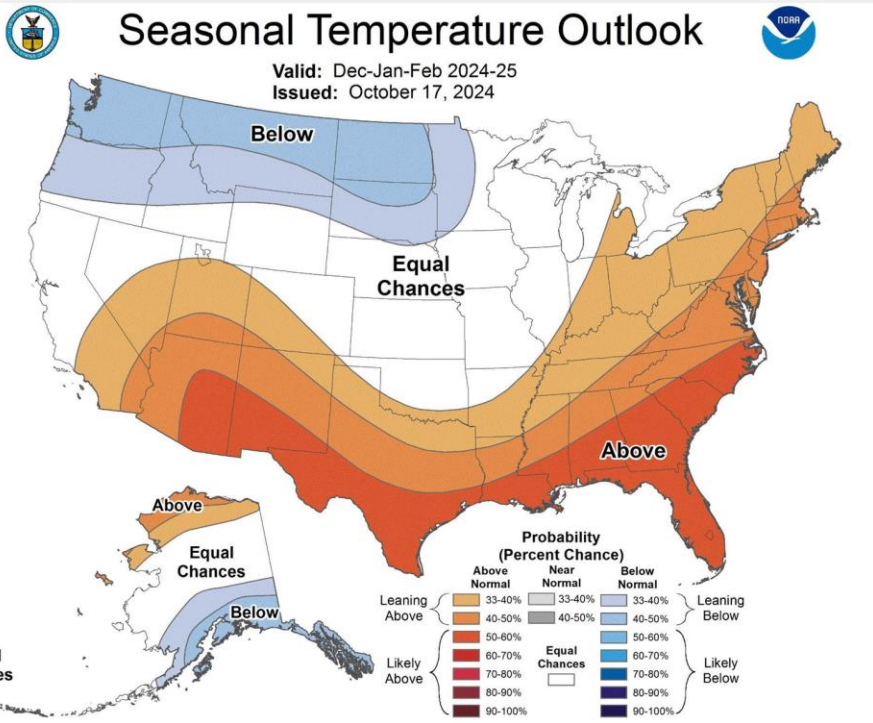 Seasonal Temperature Outlook
NOAA
Valid: Dec-Jan-Feb 2024-25
Issued: October 17, 2024
Below
Equal
Chances
Above
Above
Equal
Chances
Below
Probability
(Percent Chance)
Above
Normal
Near
Normal
Below
Normal
Leaning
Above
33-40%
40-50%
50-60%
60-70%
70-80%
80-90%
90-100%
Likely
Above
33-40%
40-50%
Equal
Chances
33-40%
40-50%
50-60%
60-70%
70-80%
80-90%
90-100%
Leaning
Below
Likely
Below
es